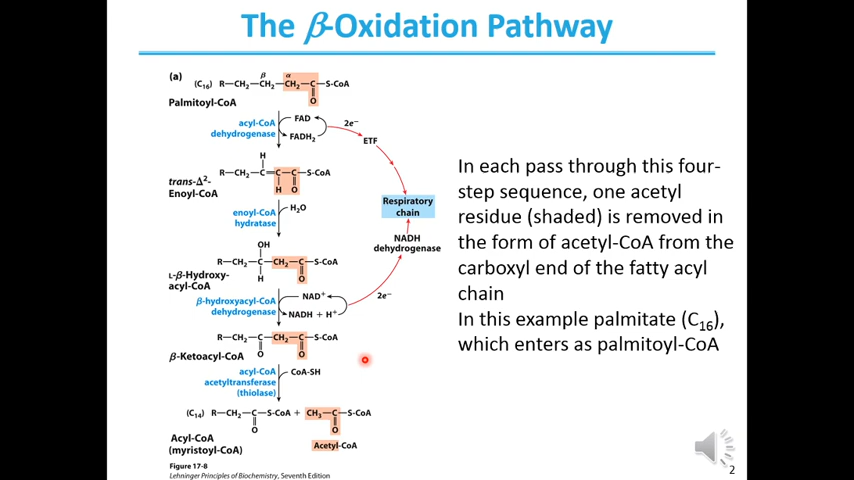 The β-Oxidation Pathway
(a)
β α
(C16) R—CH2—CH2—CH2—C—S-CoA
O
Palmitoyl-CoA
acyl-CoA
dehydrogenase
FAD
FADH2
2e−
ETF
H
R—CH2—C=C—C—S-CoA
H O
trans-Δ2-
Enoyl-CoA
enoyl-CoA
hydratase
H2O
Respiratory
chain
NADH
dehydrogenase
OH
R—CH2—C—CH2—C—S-CoA
H O
L-β-Hydroxy-
acyl-CoA
β-hydroxyacyl-CoA
dehydrogenase
NAD+
NADH + H+
2e−
R—CH2—C—CH2—C—S-CoA
O O
β-Ketoacyl-CoA
acyl-CoA
acetyltransferase
(thiolase)
CoA-SH
(C14) R—CH2—C—S-CoA + CH3—C—S-CoA
O O
Acyl-CoA
(myristoyl-CoA)
Acetyl-CoA
Figure 17-8
Lehninger Principles of Biochemistry, Seventh Edition
In each pass through this four-
step sequence, one acetyl
residue (shaded) is removed in
the form of acetyl-CoA from the
carboxyl end of the fatty acyl
chain
In this example palmitate (C16),
which enters as palmitoyl-CoA
2